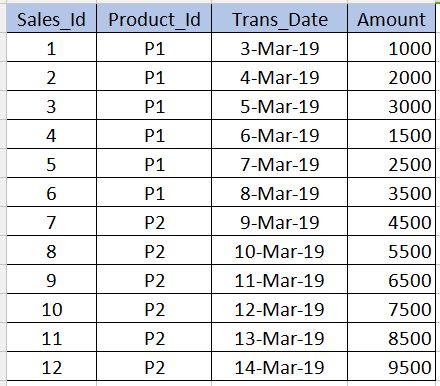 Sales_Id Product_Id Trans_Date Amount
1 P1 3-Mar-19 1000
2 P1 4-Mar-19 2000
3 P1 5-Mar-19 3000
4 P1 6-Mar-19 1500
5 P1 7-Mar-19 2500
6 P1 8-Mar-19 3500
7 P2 9-Mar-19 4500
8 P2 10-Mar-19 5500
9 P2 11-Mar-19 6500
10 P2 12-Mar-19 7500
11 P2 13-Mar-19 8500
12 P2 14-Mar-19 9500